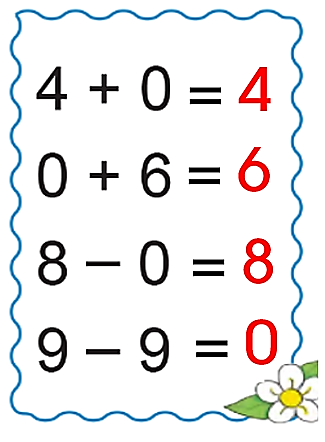 4 + 0 = 4
0 + 6 = 6
8 − 0 = 8
9 − 9 = 0